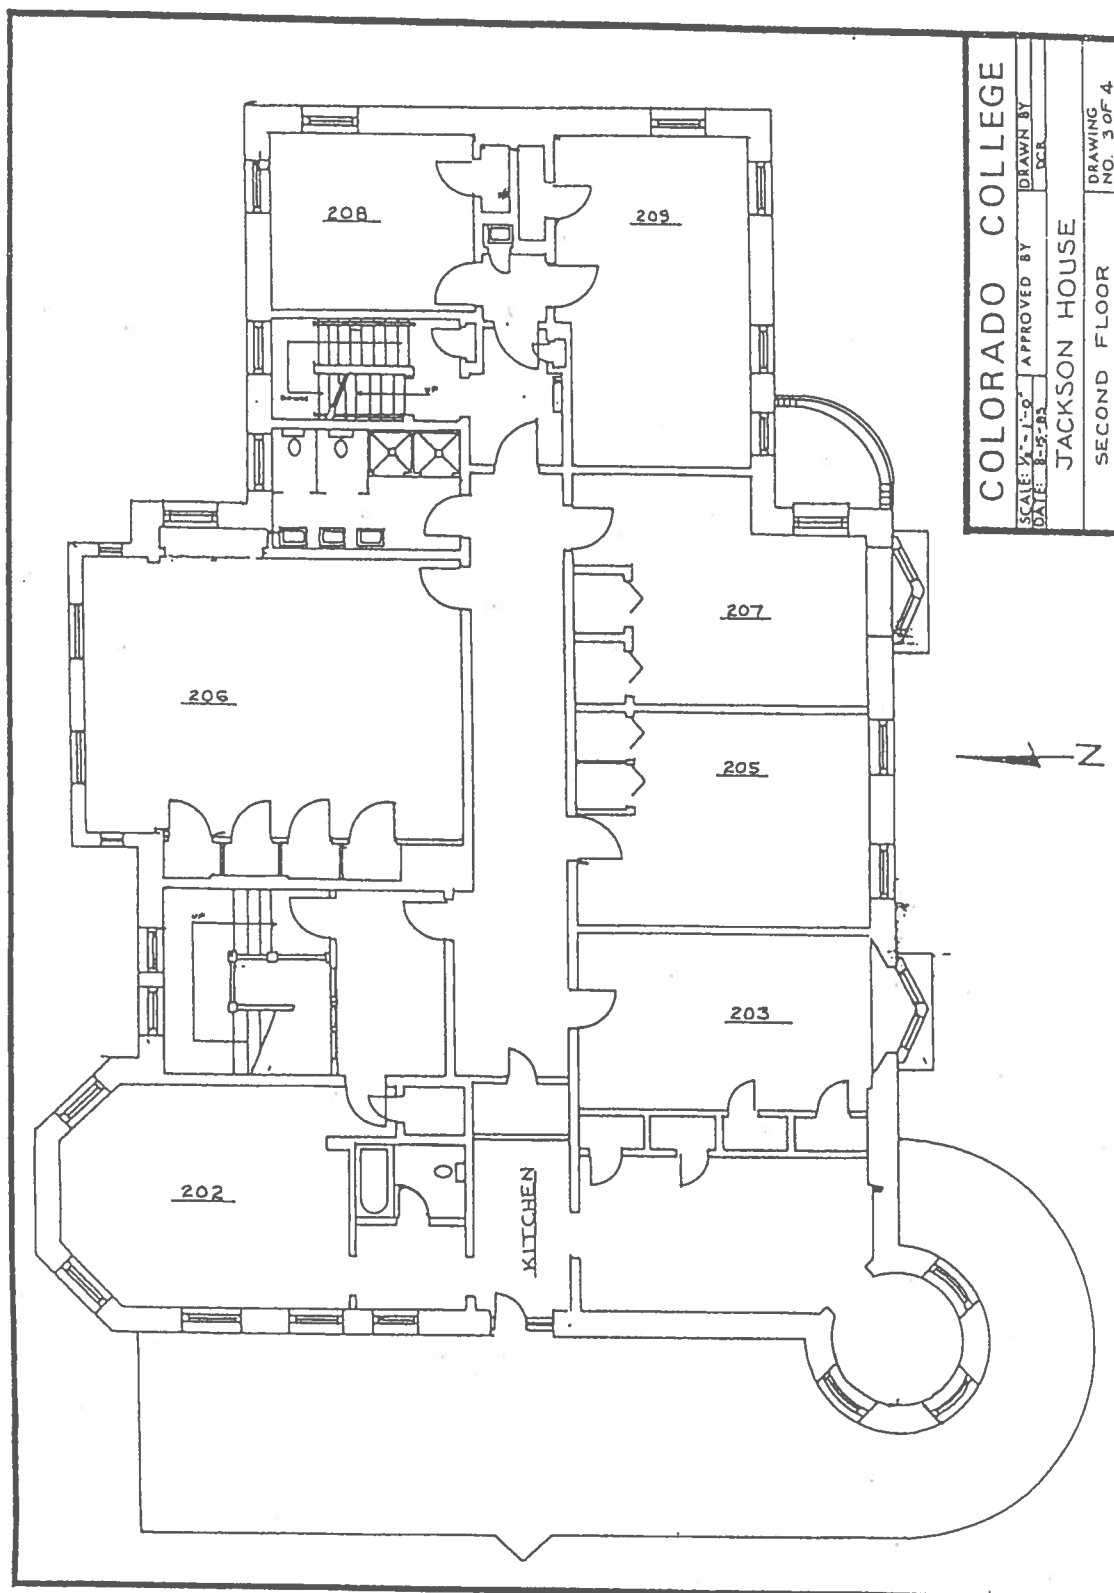 COLORADO COLLEGE
SCALE: 1/8" = 1'-0" APPROVED BY DRAWN BY
DATE: 8-15-85 DCR
JACKSON HOUSE
SECOND FLOOR
DRAWING
NO. 3 OF 4
208
209
UP
207
206
205
N
UP
203
202
KITCHEN